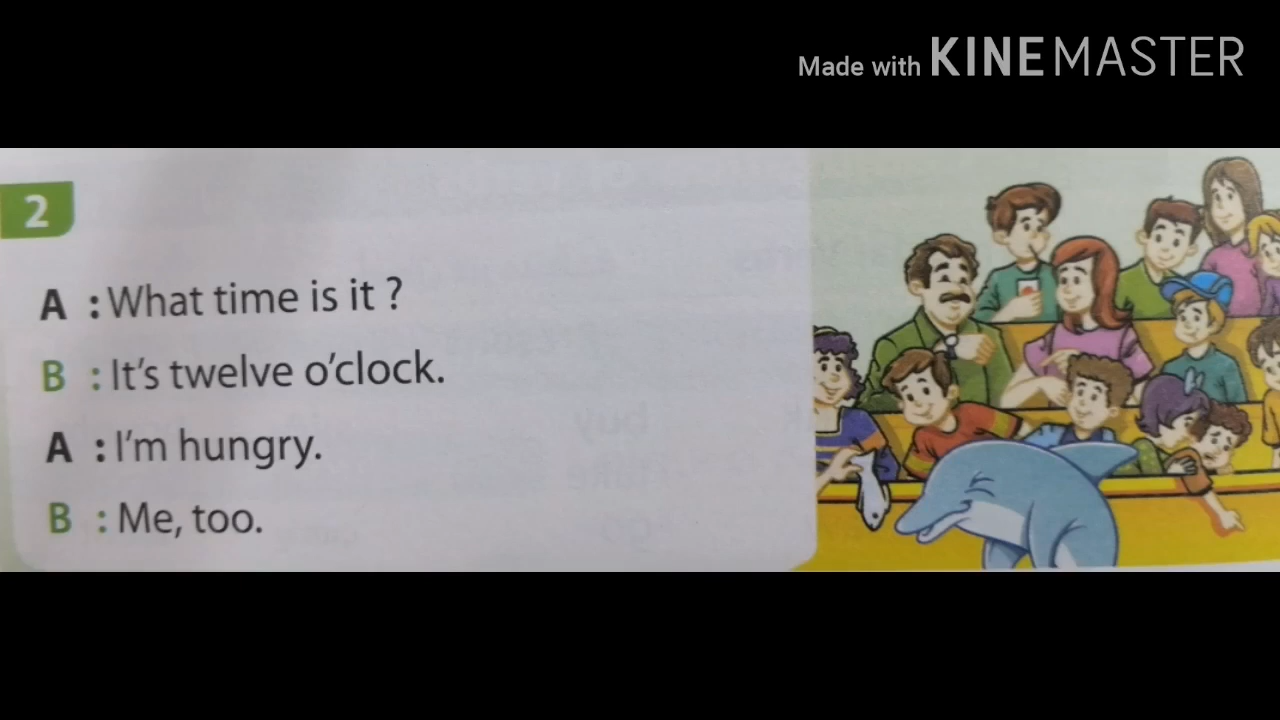 Made with KINEMASTER
2
A : What time is it ?
B : It's twelve o'clock.
A : I'm hungry.
B : Me, too.